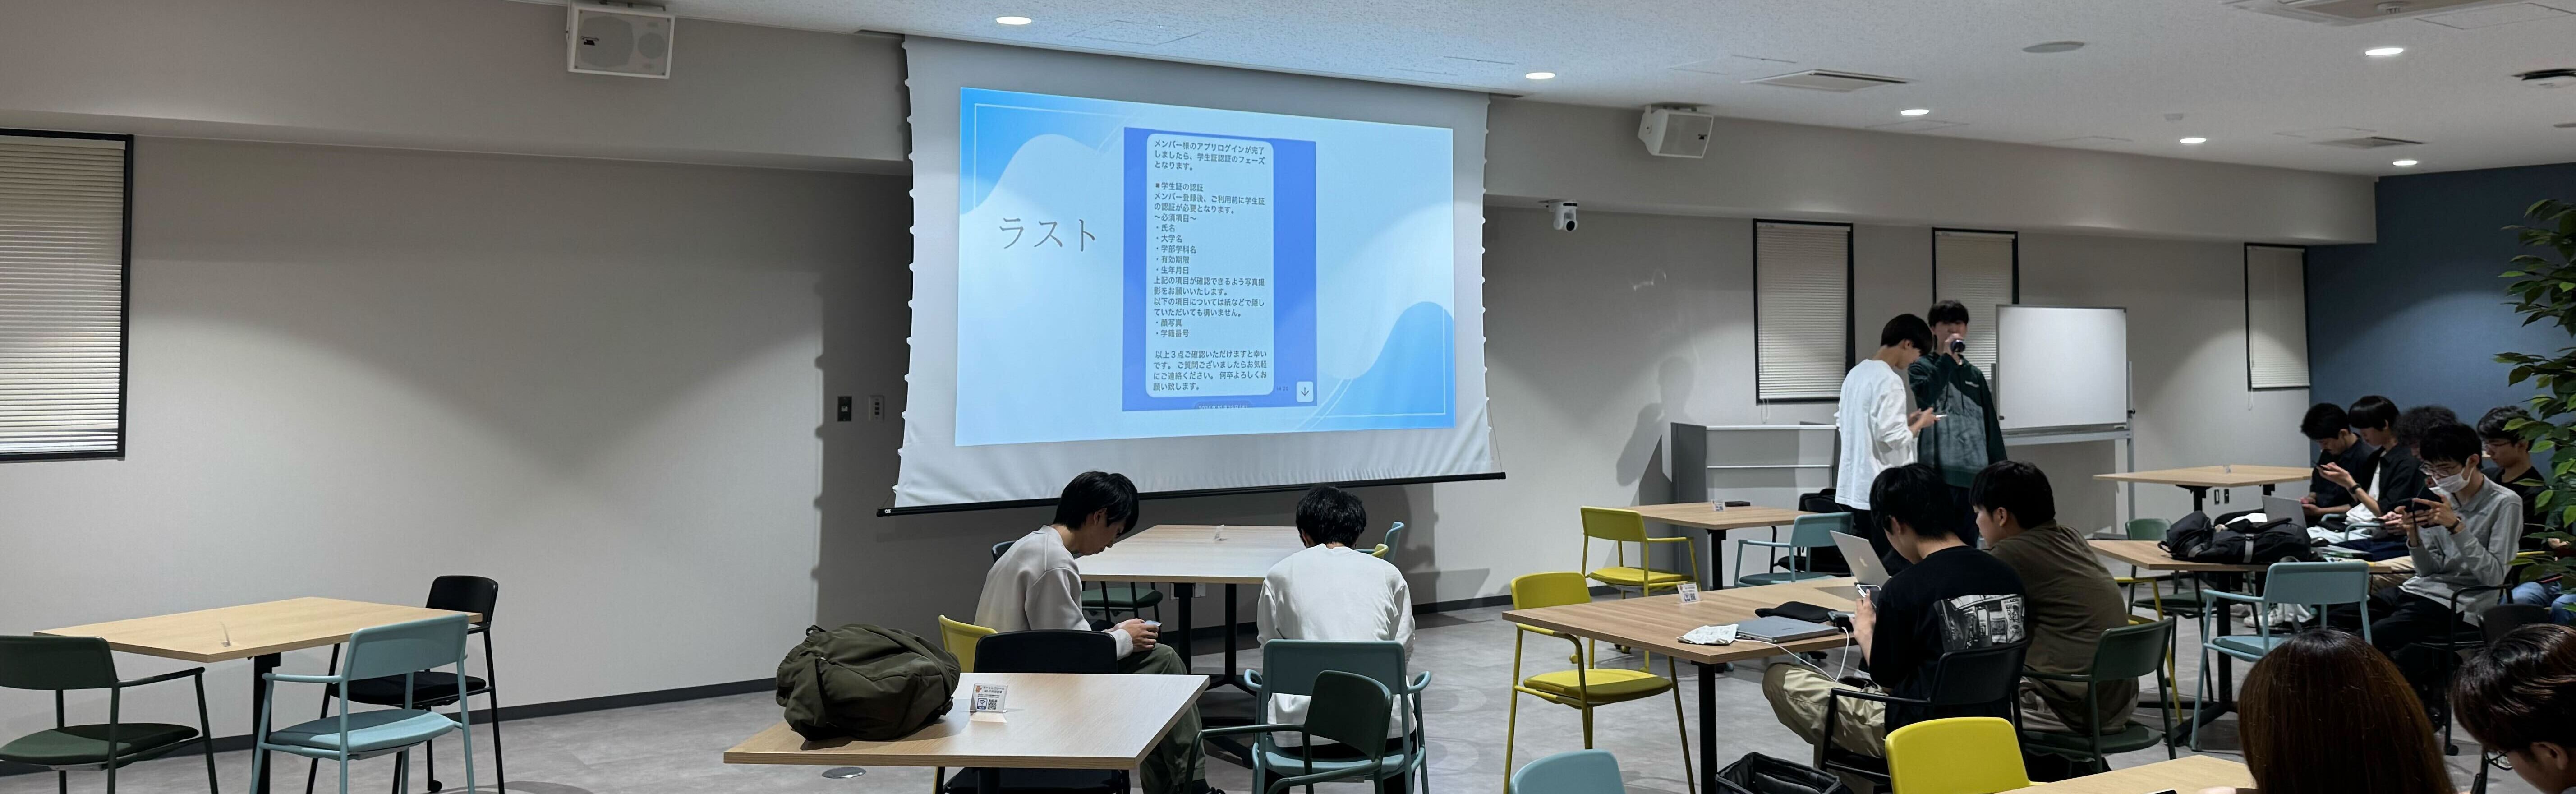 ラスト
メンバー様のアプリログインが完了
しましたら、学生証認証のフェーズ
となります。
■学生証の認証
メンバー登録後、ご利用前に学生証
の認証が必要となります。
〜必須項目〜
・氏名
・大学名
・学部学科名
・有効期限
・生年月日
上記の項目が確認できるよう写真撮
影をお願いいたします。
以下の項目については紙などで隠し
ていただいても構いません。
・顔写真
・学籍番号
以上３点ご確認いただけますと幸い
です。ご質問ございましたらお気軽
にご連絡ください。何卒よろしくお
願い致します。